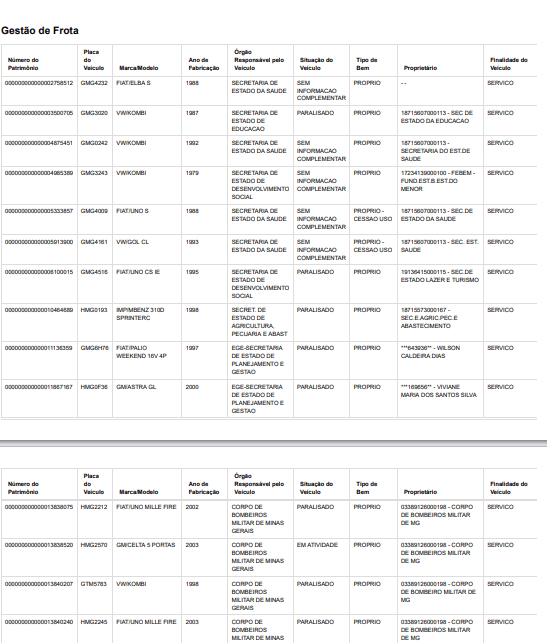 Gestão de Frota
Número do Patrimônio | Placa do Veículo | Marca/Modelo | Ano de Fabricação | Órgão Responsável pelo Veículo | Situação do Veículo | Tipo de Bem | Proprietário | Finalidade do Veículo
000000000000002758512 | GMG4232 | FIAT/ELBA S | 1988 | SECRETARIA DE ESTADO DA SAUDE | SEM INFORMACAO COMPLEMENTAR | PROPRIO | -- | SERVICO
000000000000003500705 | GMG3020 | VW/KOMBI | 1987 | SECRETARIA DE ESTADO DE EDUCACAO | PARALISADO | PROPRIO | 18715607000113 - SEC DE ESTADO DA EDUCACAO | SERVICO
000000000000004875451 | GMG0242 | VW/KOMBI | 1992 | SECRETARIA DE ESTADO DA SAUDE | SEM INFORMACAO COMPLEMENTAR | PROPRIO | 18715607000113 - SECRETARIA DO EST.DE SAUDE | SERVICO
000000000000004985389 | GMG3243 | VW/KOMBI | 1979 | SECRETARIA DE ESTADO DE DESENVOLVIMENTO SOCIAL | SEM INFORMACAO COMPLEMENTAR | PROPRIO | 17234139000100 - FEBEM - FUND.EST.B.EST.DO MENOR | SERVICO
000000000000005333857 | GMG4009 | FIAT/UNO S | 1988 | SECRETARIA DE ESTADO DA SAUDE | SEM INFORMACAO COMPLEMENTAR | PROPRIO - CESSAO USO | 18715607000113 - SEC.DE ESTADO DA SAUDE | SERVICO
000000000000005913900 | GMG4161 | VW/GOL CL | 1993 | SECRETARIA DE ESTADO DA SAUDE | SEM INFORMACAO COMPLEMENTAR | PROPRIO - CESSAO USO | 18715607000113 - SEC. EST. SAUDE | SERVICO
000000000000006100015 | GMG4516 | FIAT/UNO CS IE | 1995 | SECRETARIA DE ESTADO DE DESENVOLVIMENTO SOCIAL | PARALISADO | PROPRIO | 19136415000115 - SEC.DE ESTADO LAZER E TURISMO | SERVICO
000000000000010464689 | HMG0193 | IMP/MBENZ 310D SPRINTERC | 1998 | SECRET. DE ESTADO DE AGRICULTURA, PECUARIA E ABAST | PARALISADO | PROPRIO | 18715573000167 - SEC.E.AGRIC.PEC.E ABASTECIMENTO | SERVICO
000000000000011136359 | GMG6H76 | FIAT/PALIO WEEKEND 16V 4P | 1997 | EGE-SECRETARIA DE ESTADO DE PLANEJAMENTO E GESTAO | PARALISADO | PROPRIO | ***643936** - WILSON CALDEIRA DIAS | SERVICO
000000000000011867167 | HMG0F36 | GM/ASTRA GL | 2000 | EGE-SECRETARIA DE ESTADO DE PLANEJAMENTO E GESTAO | PARALISADO | PROPRIO | ***169656** - VIVIANE MARIA DOS SANTOS SILVA | SERVICO
Número do Patrimônio | Placa do Veículo | Marca/Modelo | Ano de Fabricação | Órgão Responsável pelo Veículo | Situação do Veículo | Tipo de Bem | Proprietário | Finalidade do Veículo
000000000000013838075 | HMG2212 | FIAT/UNO MILLE FIRE | 2002 | CORPO DE BOMBEIROS MILITAR DE MINAS GERAIS | PARALISADO | PROPRIO | 03389126000198 - CORPO DE BOMBEIROS MILITAR DE MG | SERVICO
000000000000013838520 | HMG2570 | GM/CELTA 5 PORTAS | 2003 | CORPO DE BOMBEIROS MILITAR DE MINAS GERAIS | EM ATIVIDADE | PROPRIO | 03389126000198 - CORPO DE BOMBEIROS MILITAR DE MG | SERVICO
000000000000013840207 | GTM5783 | VW/KOMBI | 1998 | CORPO DE BOMBEIROS MILITAR DE MINAS GERAIS | PARALISADO | PROPRIO | 03389126000198 - CORPO DE BOMBEIRO MILITAR DE MG | SERVICO
000000000000013840240 | HMG2245 | FIAT/UNO MILLE FIRE | 2003 | CORPO DE BOMBEIROS MILITAR DE MINAS | PARALISADO | PROPRIO | 03389126000198 - CORPO DE BOMBEIROS MILITAR DE MG | SERVICO